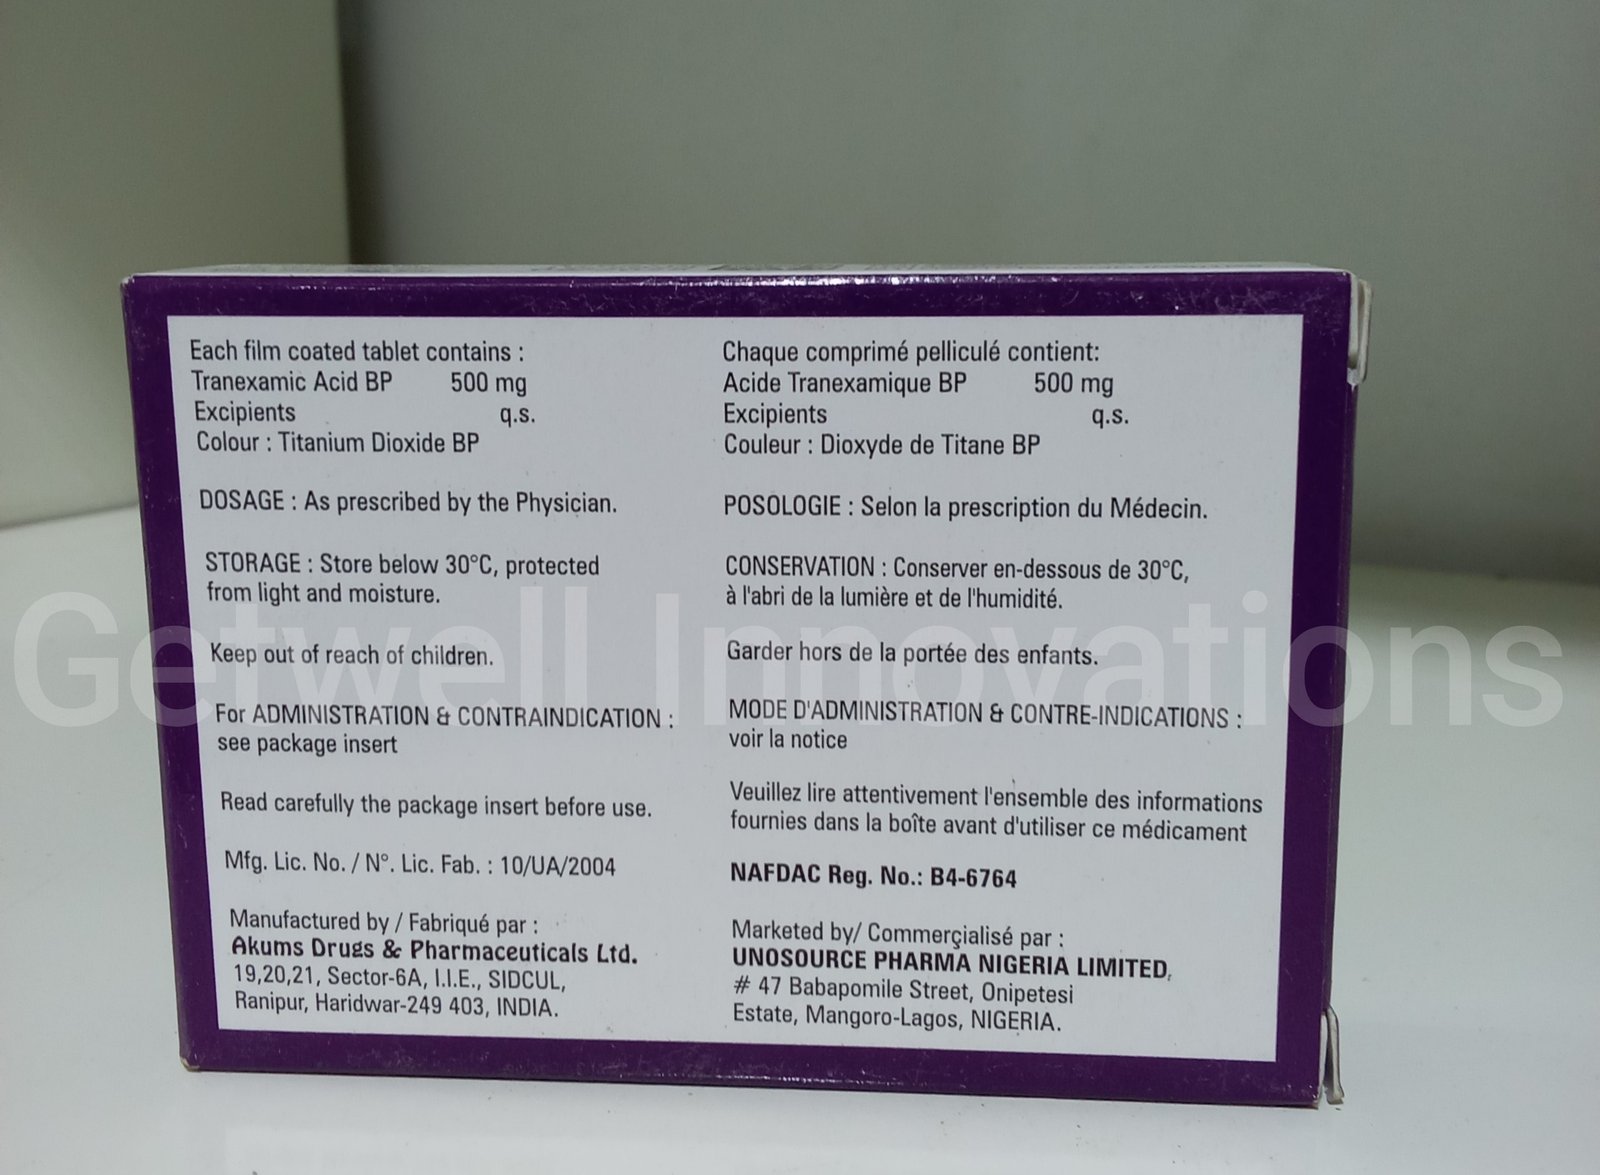 Each film coated tablet contains :
Tranexamic Acid BP 500 mg
Excipients q.s.
Colour : Titanium Dioxide BP
DOSAGE : As prescribed by the Physician.
STORAGE : Store below 30°C, protected
from light and moisture.
Keep out of reach of children.
For ADMINISTRATION & CONTRAINDICATION :
see package insert
Read carefully the package insert before use.
Mfg. Lic. No. / N°. Lic. Fab. : 10/UA/2004
Manufactured by / Fabriqué par :
Akums Drugs & Pharmaceuticals Ltd.
19,20,21, Sector-6A, I.I.E., SIDCUL,
Ranipur, Haridwar-249 403, INDIA.
Chaque comprimé pelliculé contient:
Acide Tranexamique BP 500 mg
Excipients q.s.
Couleur : Dioxyde de Titane BP
POSOLOGIE : Selon la prescription du Médecin.
CONSERVATION : Conserver en-dessous de 30°C,
à l'abri de la lumière et de l'humidité.
Garder hors de la portée des enfants.
MODE D'ADMINISTRATION & CONTRE-INDICATIONS :
voir la notice
Veuillez lire attentivement l'ensemble des informations
fournies dans la boîte avant d'utiliser ce médicament
NAFDAC Reg. No.: B4-6764
Marketed by/ Commerçialisé par :
UNOSOURCE PHARMA NIGERIA LIMITED,
# 47 Babapomile Street, Onipetesi
Estate, Mangoro-Lagos, NIGERIA.
Getwell Innovations